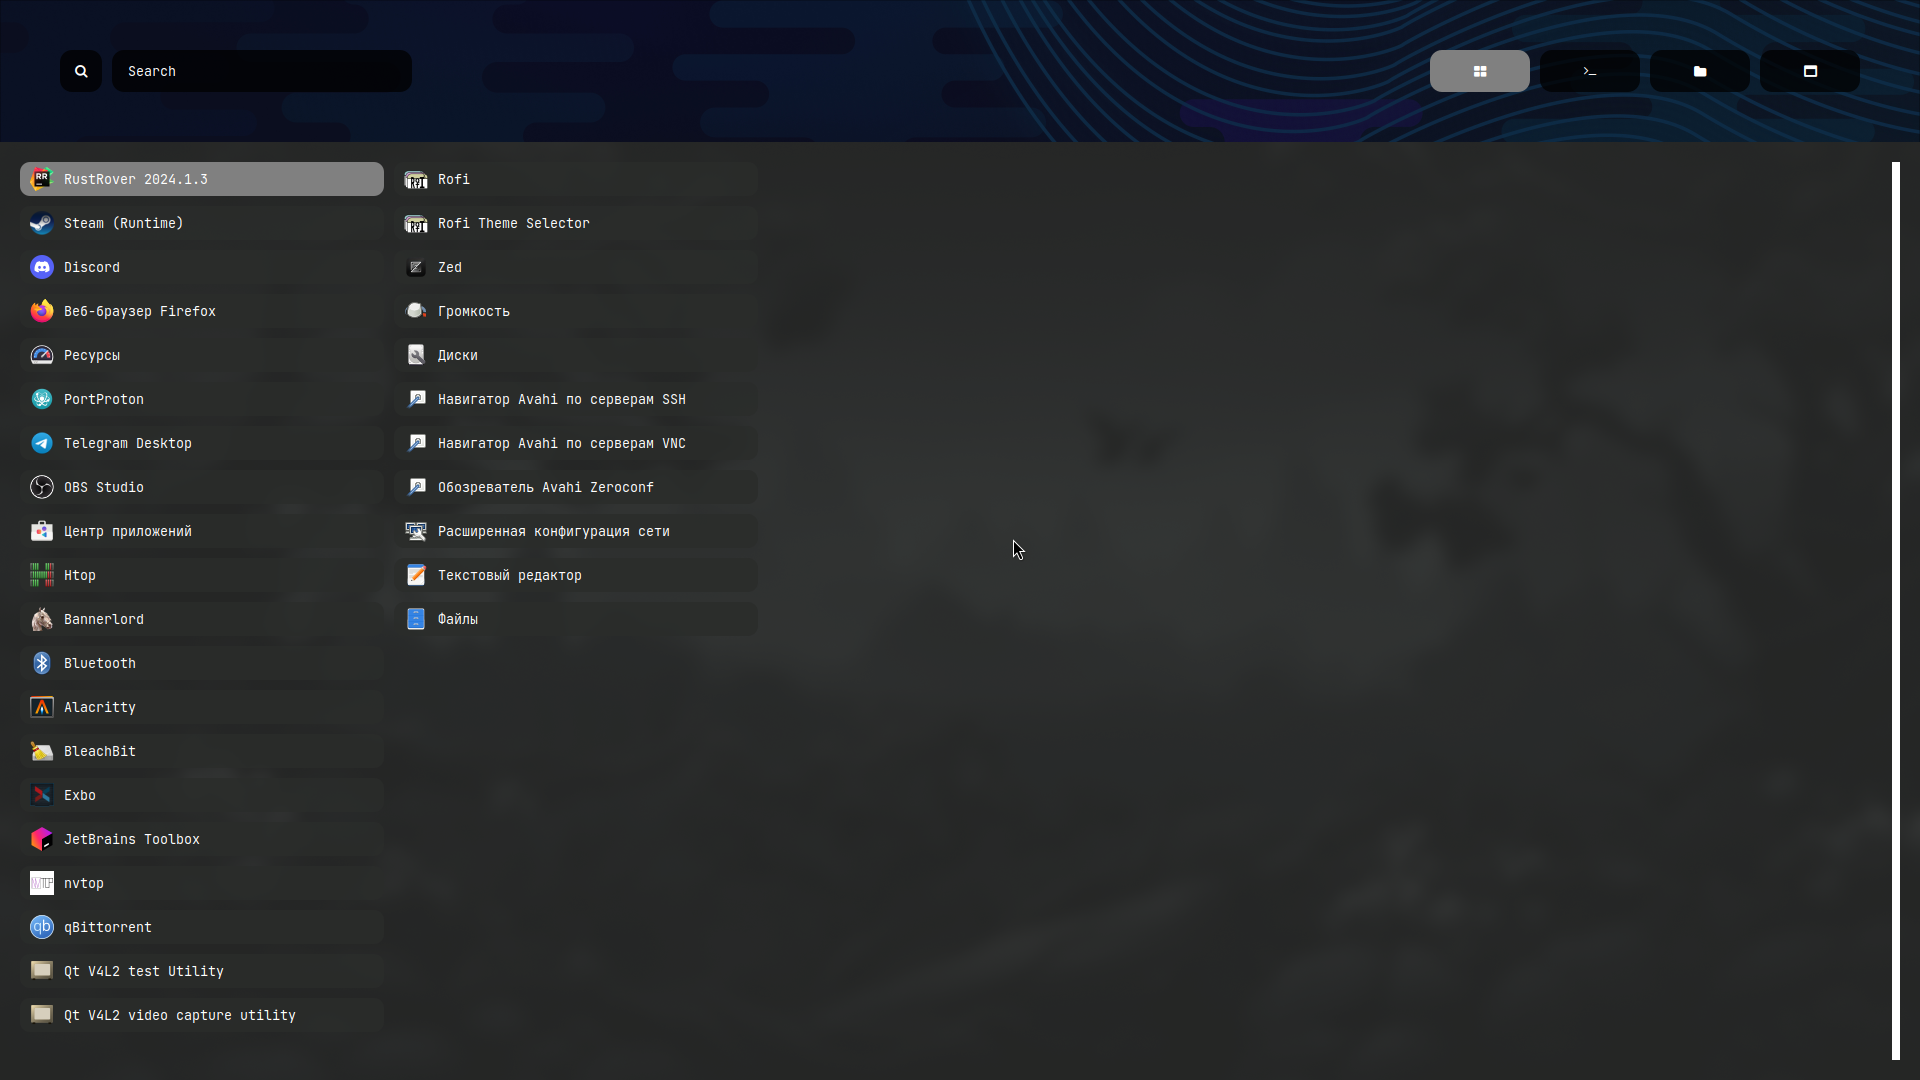 Search
RustRover 2024.1.3
Steam (Runtime)
Discord
Веб-браузер Firefox
Ресурсы
PortProton
Telegram Desktop
OBS Studio
Центр приложений
Htop
Bannerlord
Bluetooth
Alacritty
BleachBit
Exbo
JetBrains Toolbox
nvtop
qBittorrent
Qt V4L2 test Utility
Qt V4L2 video capture utility
Rofi
Rofi Theme Selector
Zed
Громкость
Диски
Навигатор Avahi по серверам SSH
Навигатор Avahi по серверам VNC
Обозреватель Avahi Zeroconf
Расширенная конфигурация сети
Текстовый редактор
Файлы